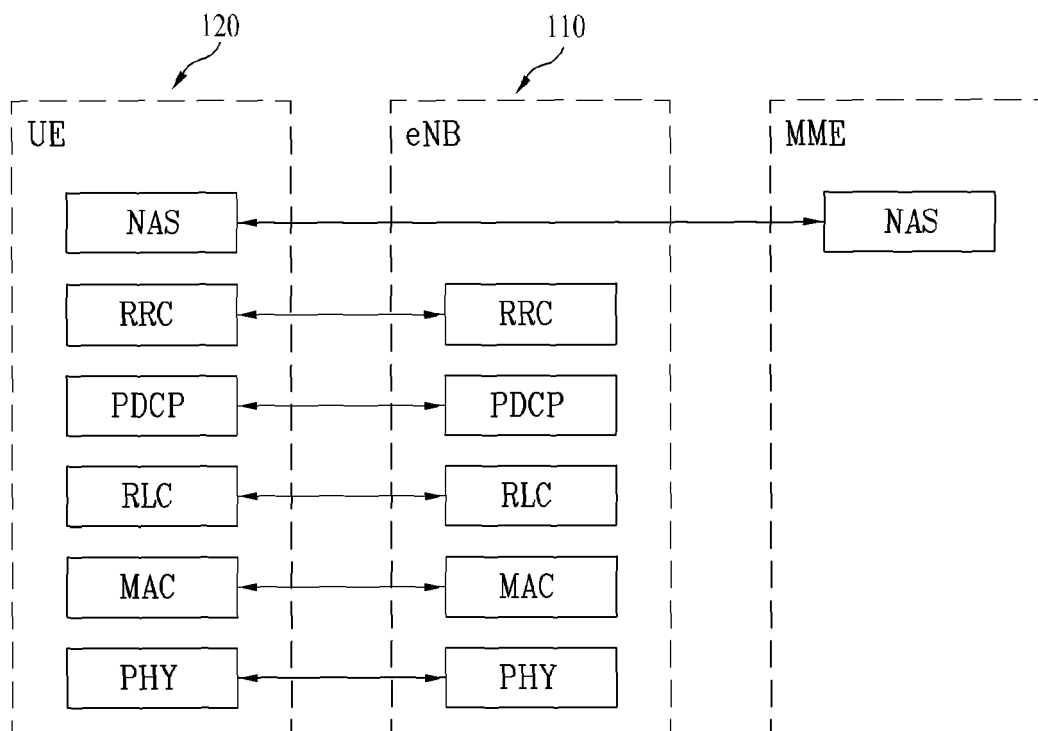 120
110
UE
eNB
MME
NAS
NAS
RRC
RRC
PDCP
PDCP
RLC
RLC
MAC
MAC
PHY
PHY